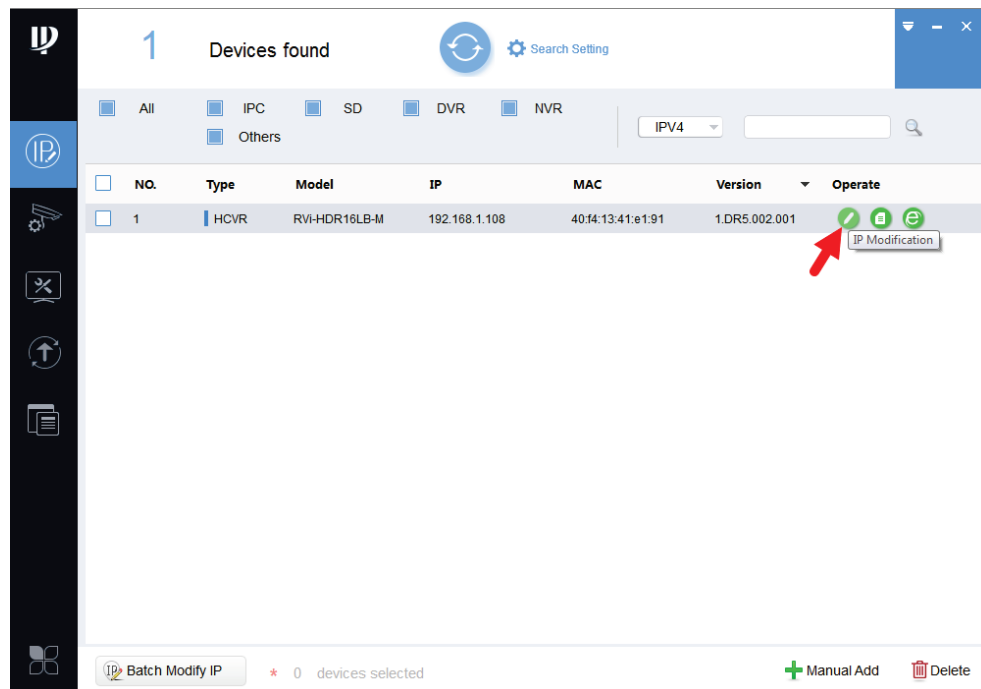 1 Devices found Search Setting
All IPC SD DVR NVR
Others
IPV4
NO. Type Model IP MAC Version Operate
1 HCVR RVi-HDR16LB-M 192.168.1.108 40:f4:13:41:e1:91 1.DR5.002.001
IP Modification
Batch Modify IP * 0 devices selected Manual Add Delete